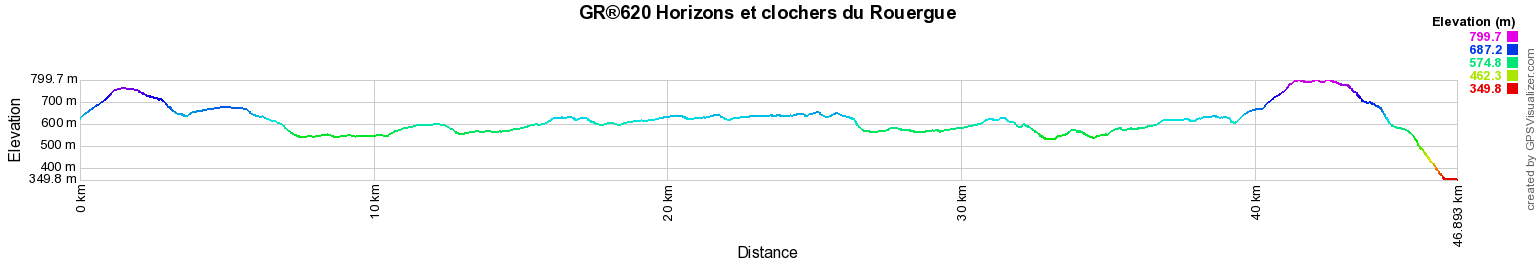 GR®620 Horizons et clochers du Rouergue
Elevation (m)
799.7
687.2
574.8
462.3
349.8
799.7 m
700 m
600 m
500 m
400 m
349.8 m
Elevation
0 km
10 km
20 km
30 km
40 km
46.893 km
Distance
created by GPSVisualizer.com